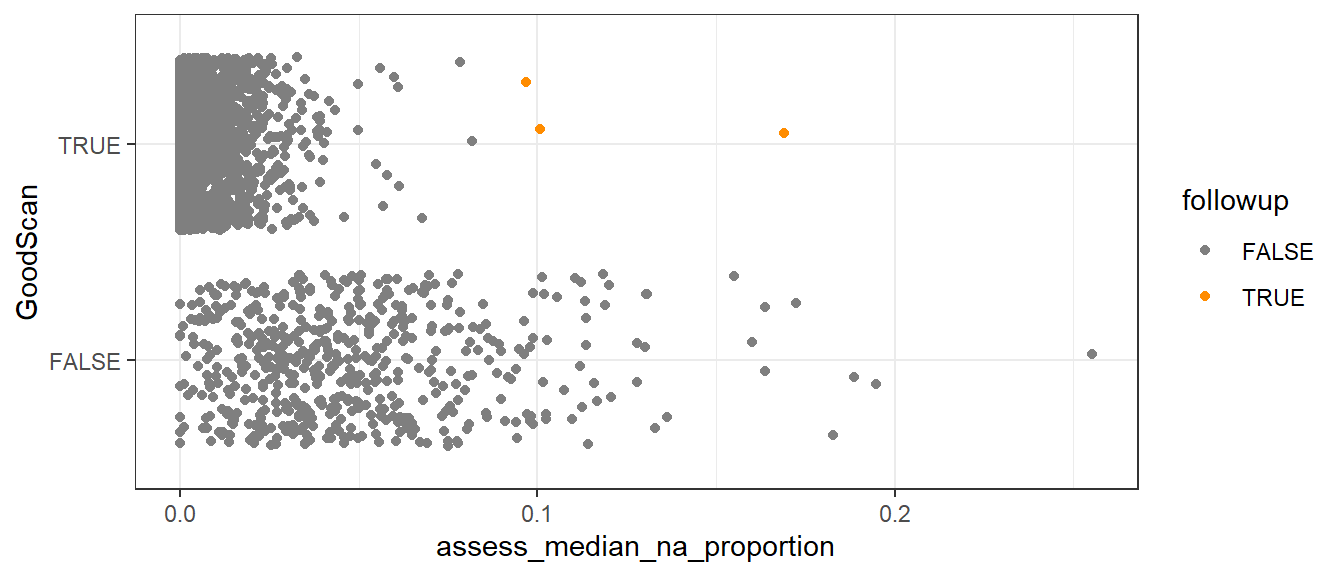 GoodScan
TRUE
FALSE
0.0
0.1
0.2
assess_median_na_proportion
followup
FALSE
TRUE